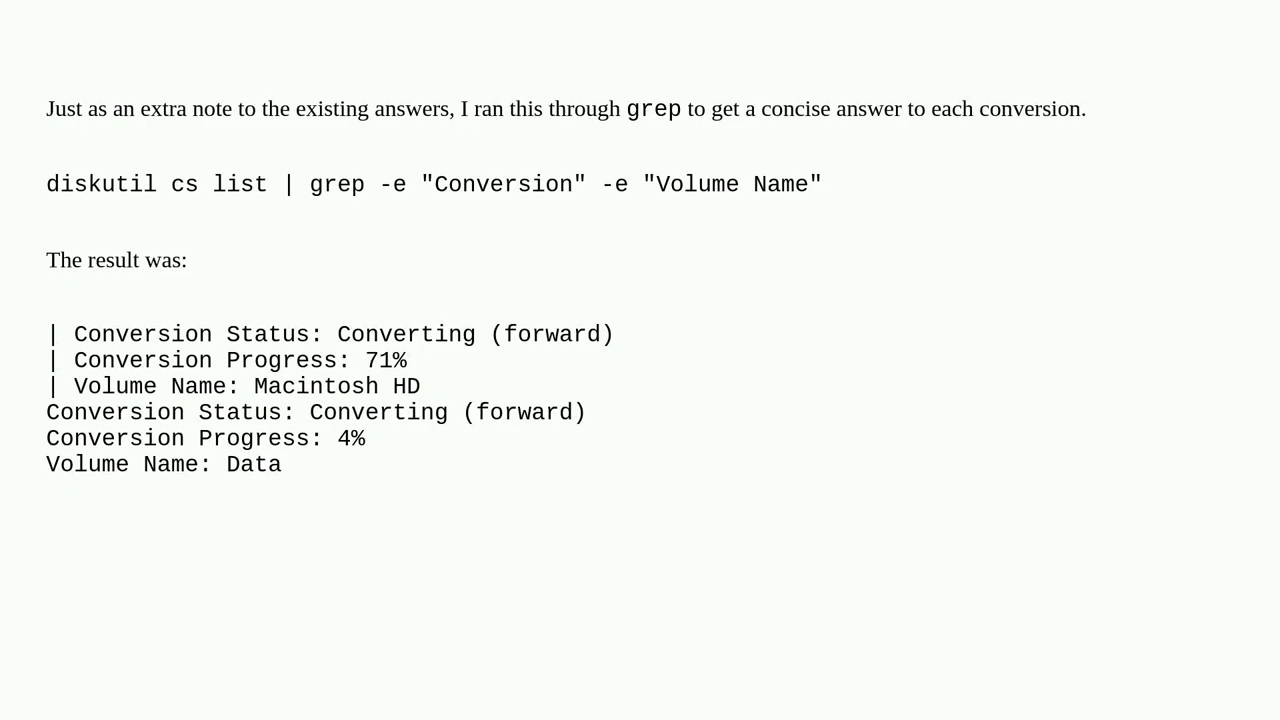 Just as an extra note to the existing answers, I ran this through grep to get a concise answer to each conversion.
diskutil cs list | grep -e "Conversion" -e "Volume Name"
The result was:
| Conversion Status: Converting (forward)
| Conversion Progress: 71%
| Volume Name: Macintosh HD
Conversion Status: Converting (forward)
Conversion Progress: 4%
Volume Name: Data